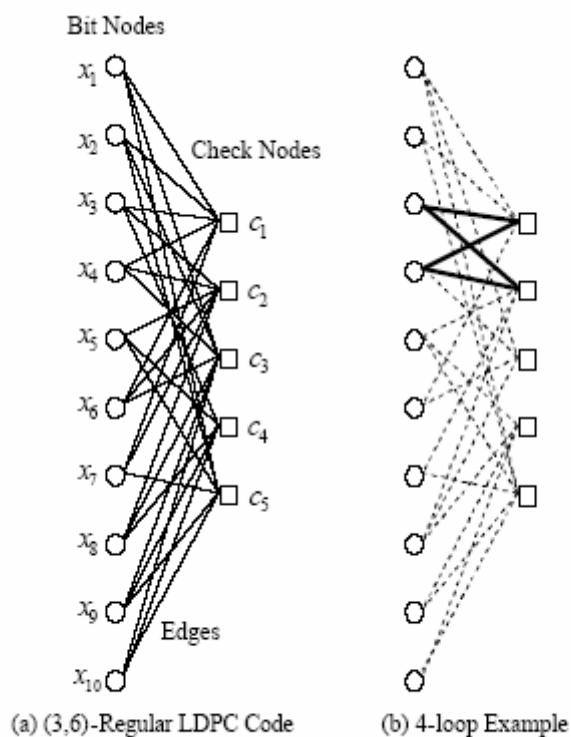 Bit Nodes
x1
x2
x3
x4
x5
x6
x7
x8
x9
x10
Check Nodes
c1
c2
c3
c4
c5
Edges
(a) (3,6)-Regular LDPC Code
(b) 4-loop Example